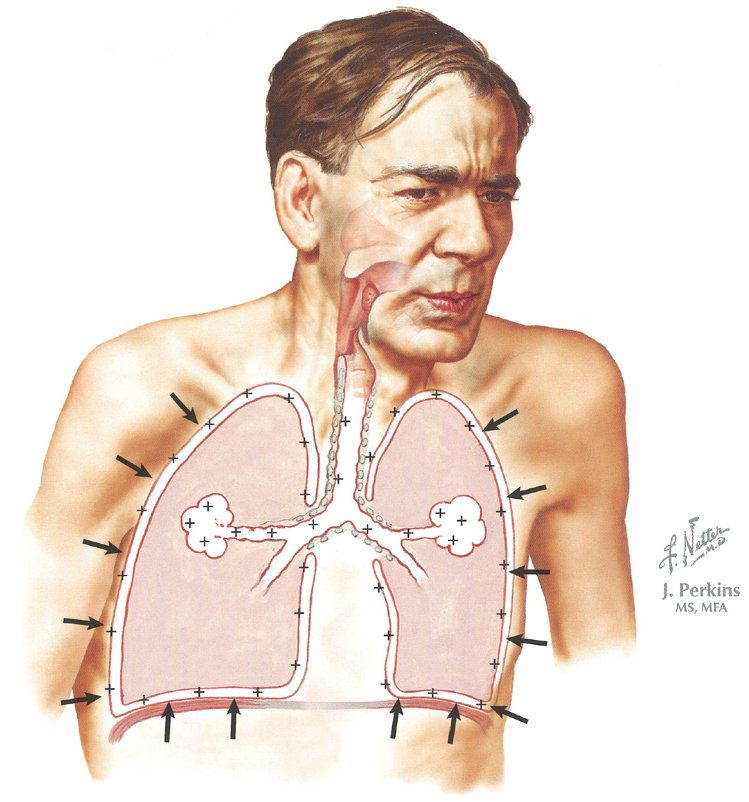 F. Netter
M.D.
J. Perkins
MS, MFA